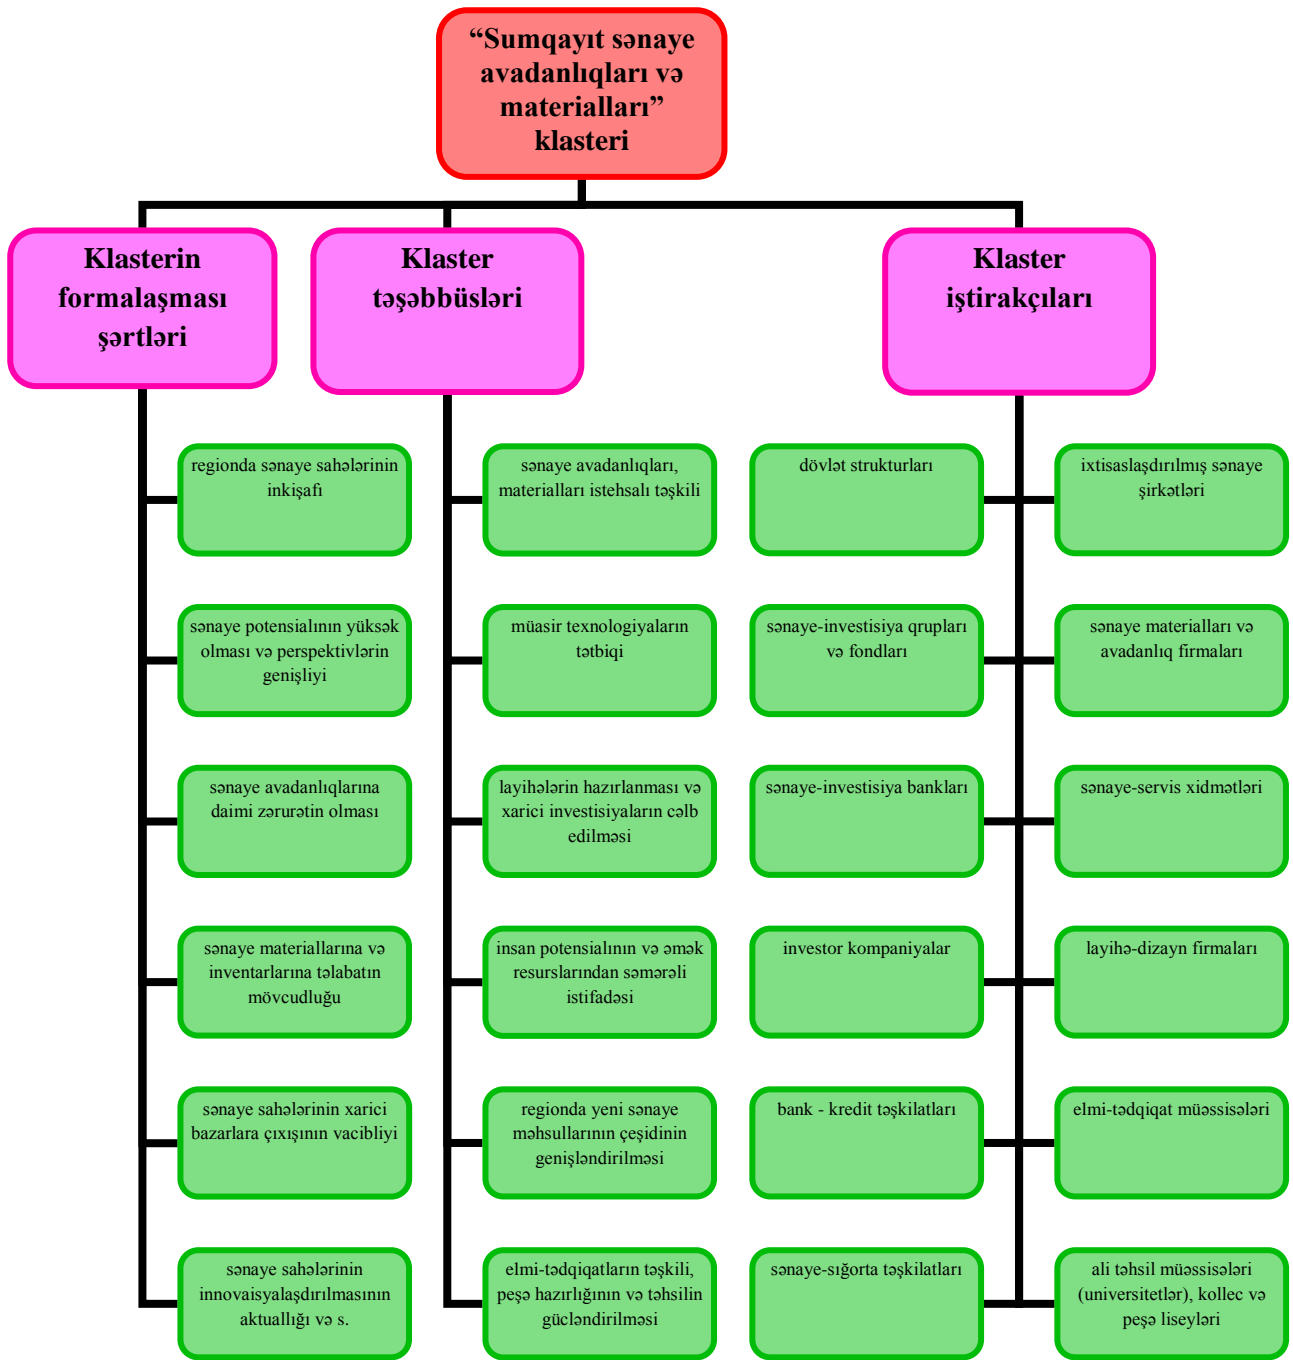 “Sumqayıt sənaye
avadanlıqları və
materialları”
klasteri
Klasterin
formalaşması
şərtləri
Klaster
təşəbbüsləri
Klaster
iştirakçıları
regionda sənaye sahələrinin
inkişafı
sənaye potensialının yüksək
olması və perspektivlərin
genişliyi
sənaye avadanlıqlarına
daimi zərurətin olması
sənaye materiallarına və
inventarlarına təlabatın
mövcudluğu
sənaye sahələrinin xarici
bazarlara çıxışının vacibliyi
sənaye sahələrinin
innovaisyalaşdırılmasının
aktuallığı və s.
sənaye avadanlıqları,
materialları istehsalı təşkili
müasir texnologiyaların
tətbiqi
layihələrin hazırlanması və
xarici investisiyaların cəlb
edilməsi
insan potensialının və əmək
resurslarından səmərəli
istifadəsi
regionda yeni sənaye
məhsullarının çeşidinin
genişləndirilməsi
elmi-tədqiqatların təşkili,
peşə hazırlığının və təhsilin
gücləndirilməsi
dövlət strukturları
sənaye-investisiya qrupları
və fondları
sənaye-investisiya bankları
investor kompaniyalar
bank - kredit təşkilatları
sənaye-sığorta təşkilatları
ixtisaslaşdırılmış sənaye
şirkətləri
sənaye materialları və
avadanlıq firmaları
sənaye-servis xidmətləri
layihə-dizayn firmaları
elmi-tədqiqat müəssisələri
ali təhsil müəssisələri
(universitetlər), kollec və
peşə liseyləri